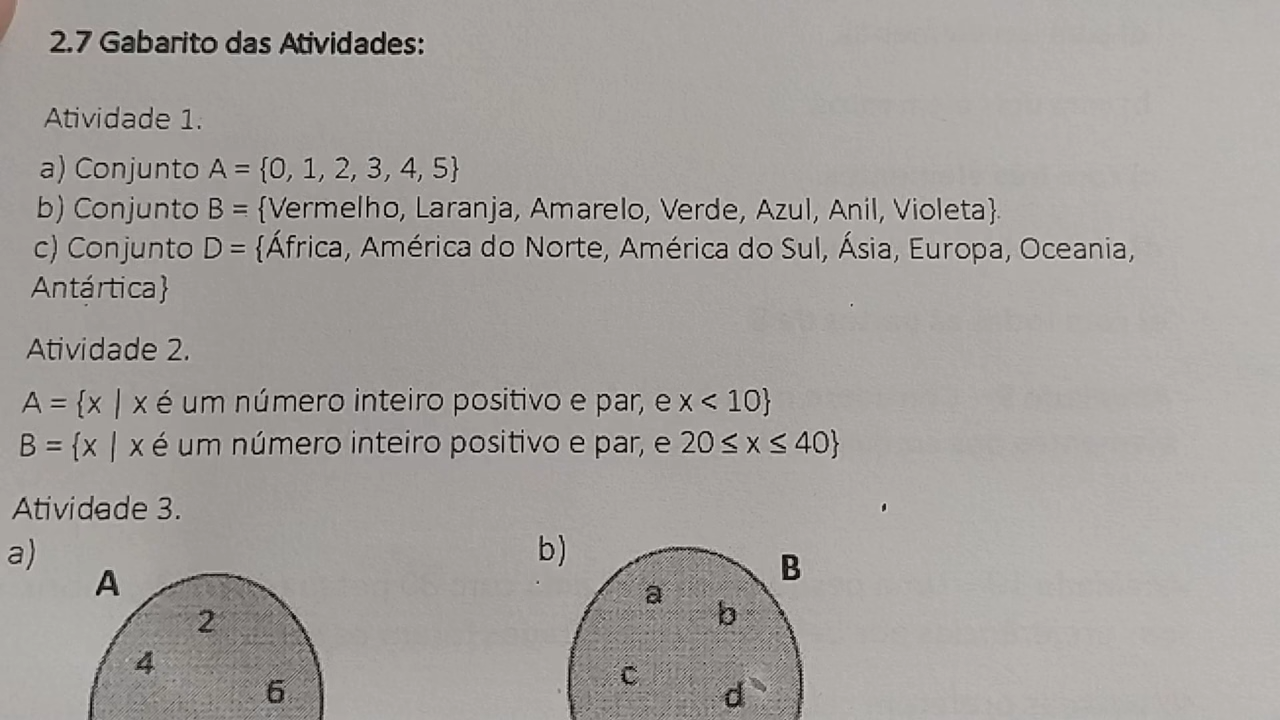 2.7 Gabarito das Atividades:
Atividade 1.
a) Conjunto A = {0, 1, 2, 3, 4, 5}
b) Conjunto B = {Vermelho, Laranja, Amarelo, Verde, Azul, Anil, Violeta}.
c) Conjunto D = {África, América do Norte, América do Sul, Ásia, Europa, Oceania,
Antártica}
Atividade 2.
A = {x | x é um número inteiro positivo e par, e x < 10}
B = {x | x é um número inteiro positivo e par, e 20 ≤ x ≤ 40}
Atividade 3.
a)
A
2
4
6
b)
B
a
b
c
d